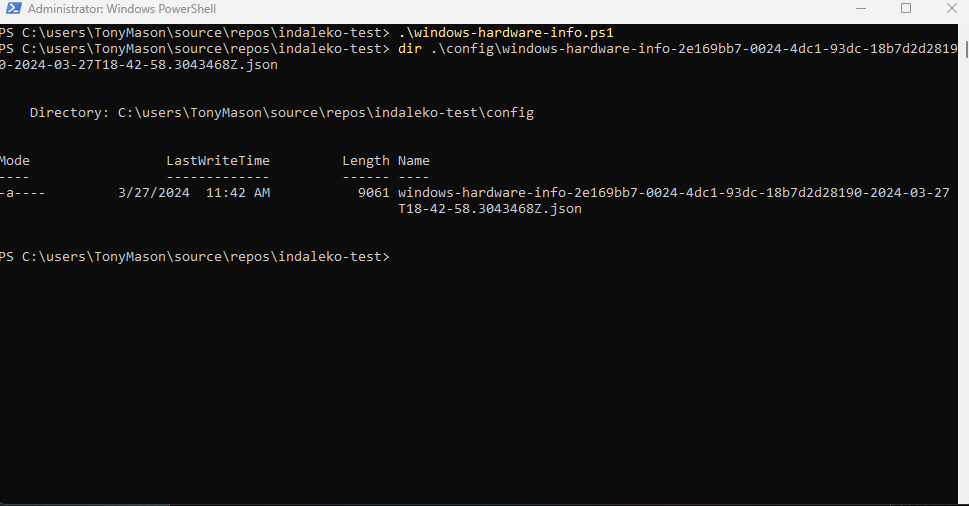 Administrator: Windows PowerShell
PS C:\users\TonyMason\source\repos\indaleko-test> .\windows-hardware-info.ps1
PS C:\users\TonyMason\source\repos\indaleko-test> dir .\config\windows-hardware-info-2e169bb7-0024-4dc1-93dc-18b7d2d2819
0-2024-03-27T18-42-58.3043468Z.json
Directory: C:\users\TonyMason\source\repos\indaleko-test\config
Mode LastWriteTime Length Name
---- ------------- ------ ----
-a---- 3/27/2024 11:42 AM 9061 windows-hardware-info-2e169bb7-0024-4dc1-93dc-18b7d2d28190-2024-03-27
T18-42-58.3043468Z.json
PS C:\users\TonyMason\source\repos\indaleko-test>